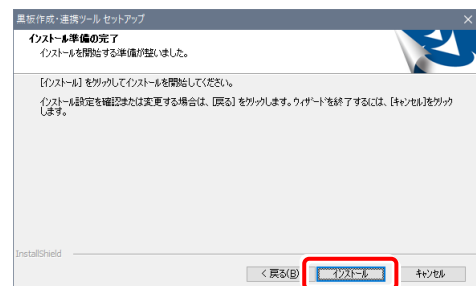 黒板作成・連携ツール セットアップ
インストール準備の完了
インストールを開始する準備が整いました。
[インストール] をクリックしてインストールを開始してください。
インストール設定を確認または変更する場合は、[戻る] をクリックします。ウィザードを終了するには、[キャンセル]をクリック
します。
InstallShield
< 戻る(B)
インストール
キャンセル